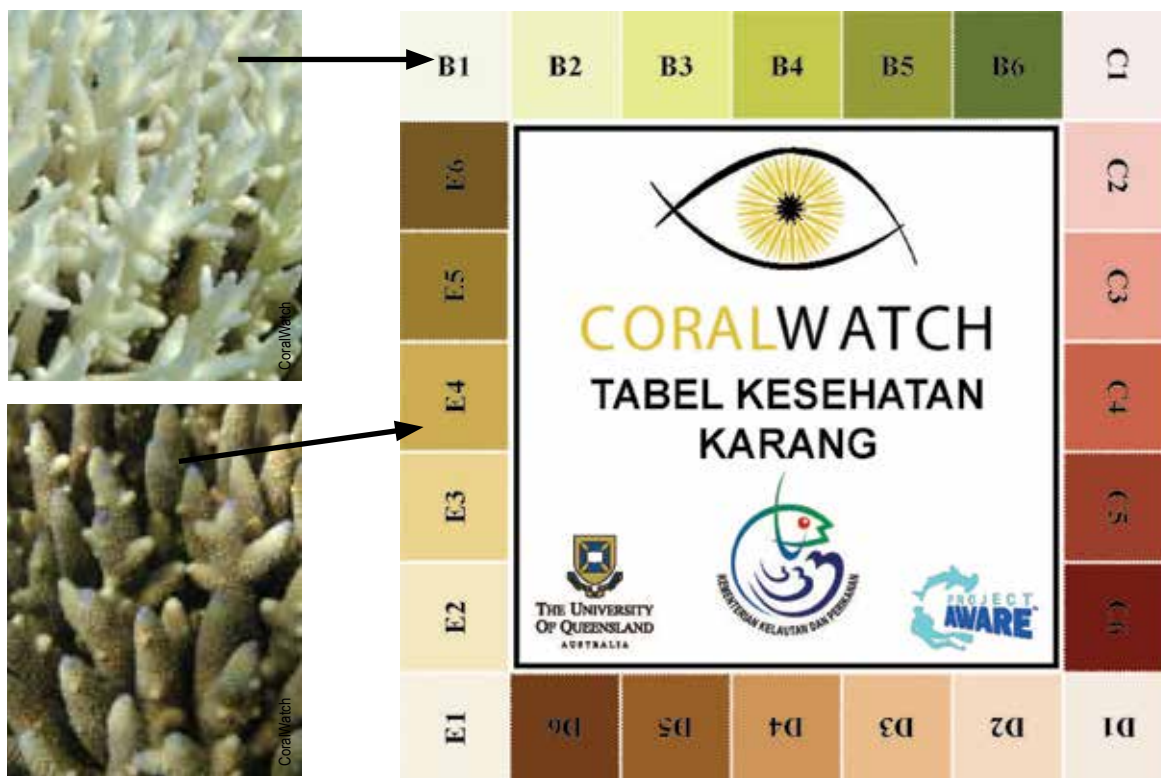 B1 B2 B3 B4 B5 B6 C1
C2
C3
C4
C5
C6
D1
D2
D3
D4
D5
D6
E1
E2
E3
E4
E5
E6
CORALWATCH
TABEL KESEHATAN
KARANG
THE UNIVERSITY
OF QUEENSLAND
AUSTRALIA
KEMENTERIAN KELAUTAN DAN PERIKANAN
PROJECT
AWARE™
CoralWatch
CoralWatch